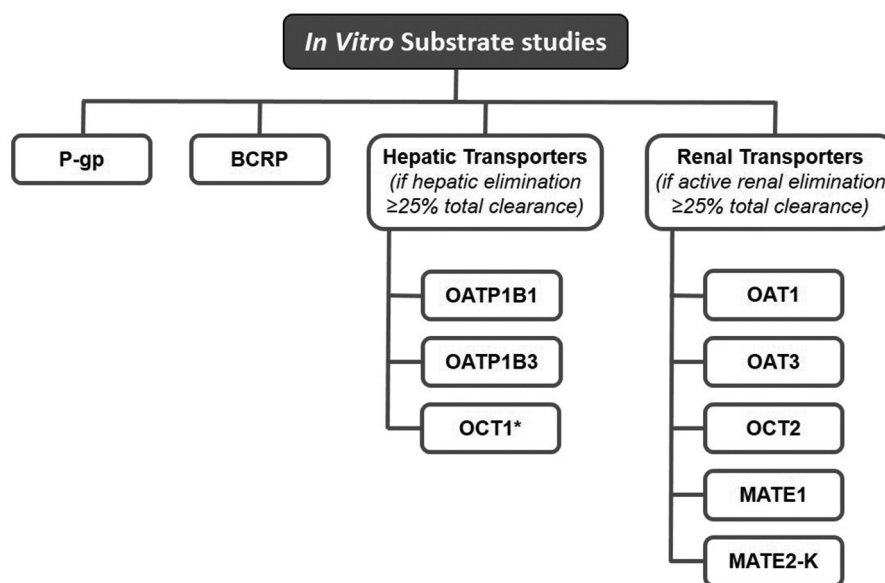 In Vitro Substrate studies
P-gp
BCRP
Hepatic Transporters
(if hepatic elimination
≥25% total clearance)
OATP1B1
OATP1B3
OCT1*
Renal Transporters
(if active renal elimination
≥25% total clearance)
OAT1
OAT3
OCT2
MATE1
MATE2-K